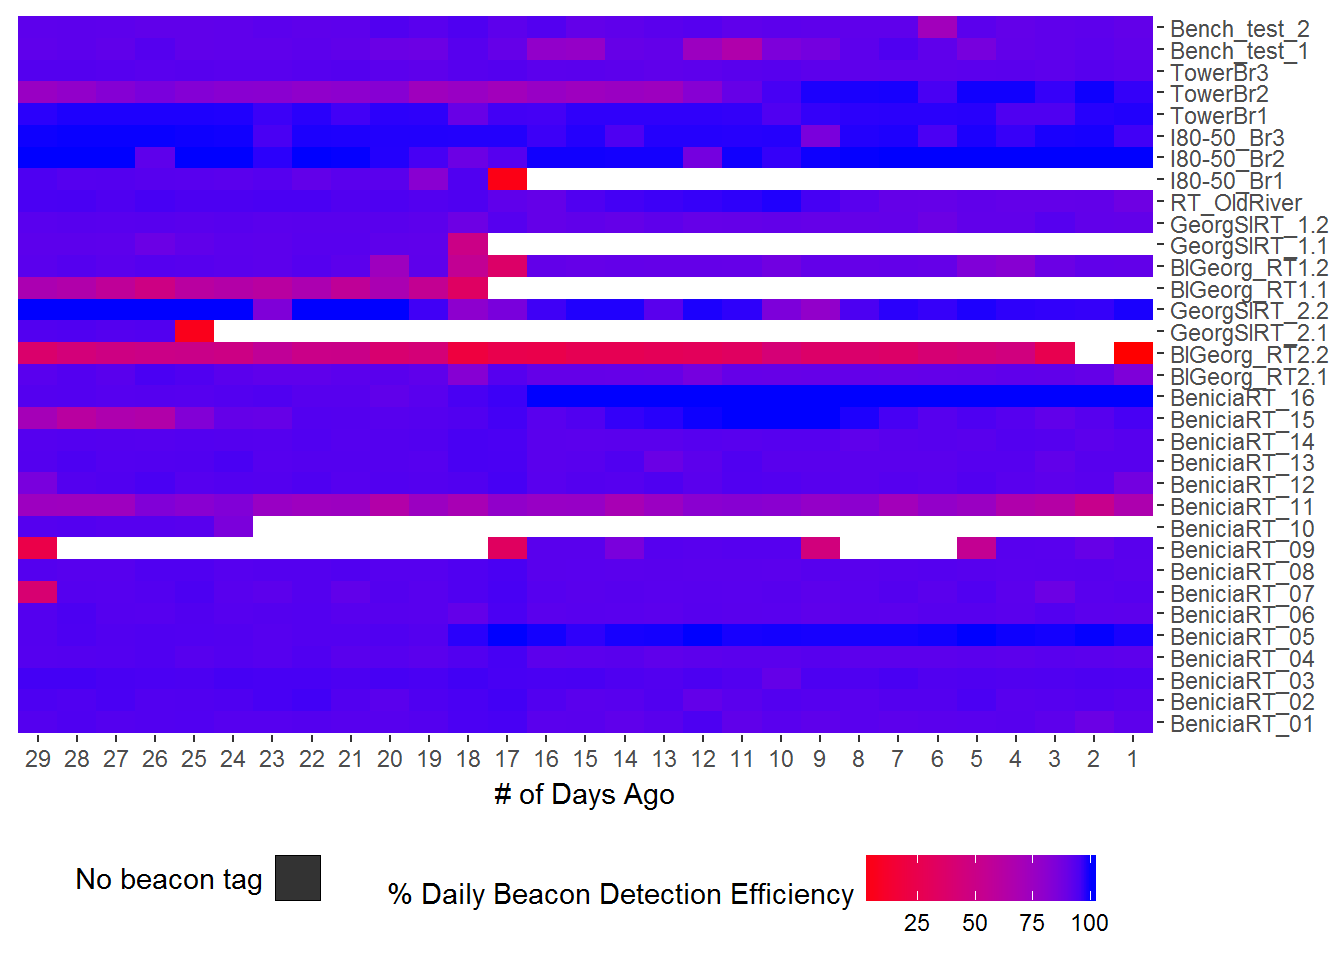 Bench_test_2
Bench_test_1
TowerBr3
TowerBr2
TowerBr1
I80-50_Br3
I80-50_Br2
I80-50_Br1
RT_OldRiver
GeorgSlRT_1.2
GeorgSlRT_1.1
BlGeorg_RT1.2
BlGeorg_RT1.1
GeorgSlRT_2.2
GeorgSlRT_2.1
BlGeorg_RT2.2
BlGeorg_RT2.1
BeniciaRT_16
BeniciaRT_15
BeniciaRT_14
BeniciaRT_13
BeniciaRT_12
BeniciaRT_11
BeniciaRT_10
BeniciaRT_09
BeniciaRT_08
BeniciaRT_07
BeniciaRT_06
BeniciaRT_05
BeniciaRT_04
BeniciaRT_03
BeniciaRT_02
BeniciaRT_01
29 28 27 26 25 24 23 22 21 20 19 18 17 16 15 14 13 12 11 10 9 8 7 6 5 4 3 2 1
# of Days Ago
No beacon tag
% Daily Beacon Detection Efficiency
25 50 75 100